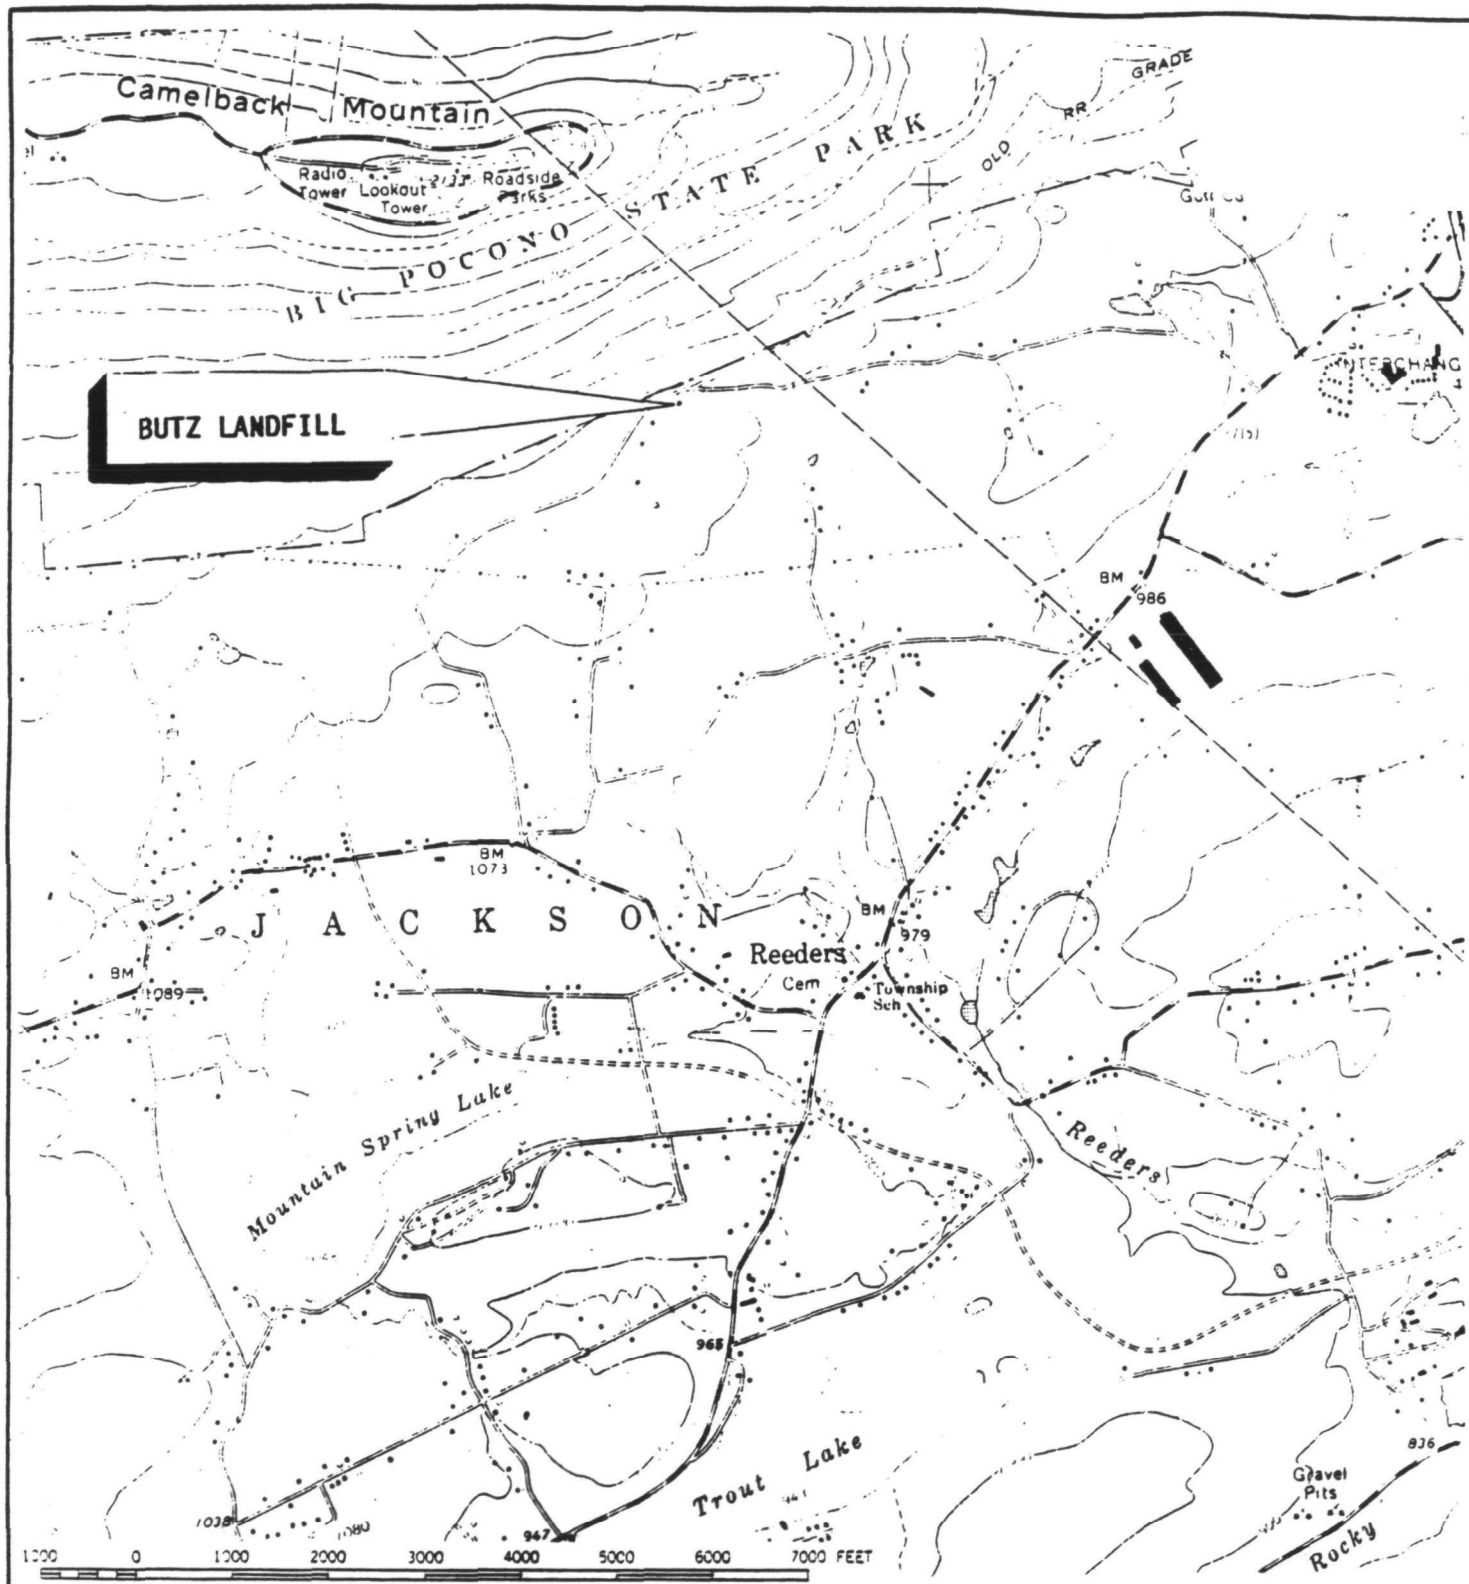 GRADE
RR
OLD
Camelback Mountain
Radio Tower
Lookout Tower
Roadside
BIG POCONO STATE PARK
BUTZ LANDFILL
BM
986
BM
1073
JACKSON
BM
979
Reeders
Cem
Township
Sch
BM
1089
Mountain Spring Lake
Reeders
965
Trout Lake
836
Gravel
Pits
Rocky
1038
1080
947
0 1000 2000 3000 4000 5000 6000 7000 FEET